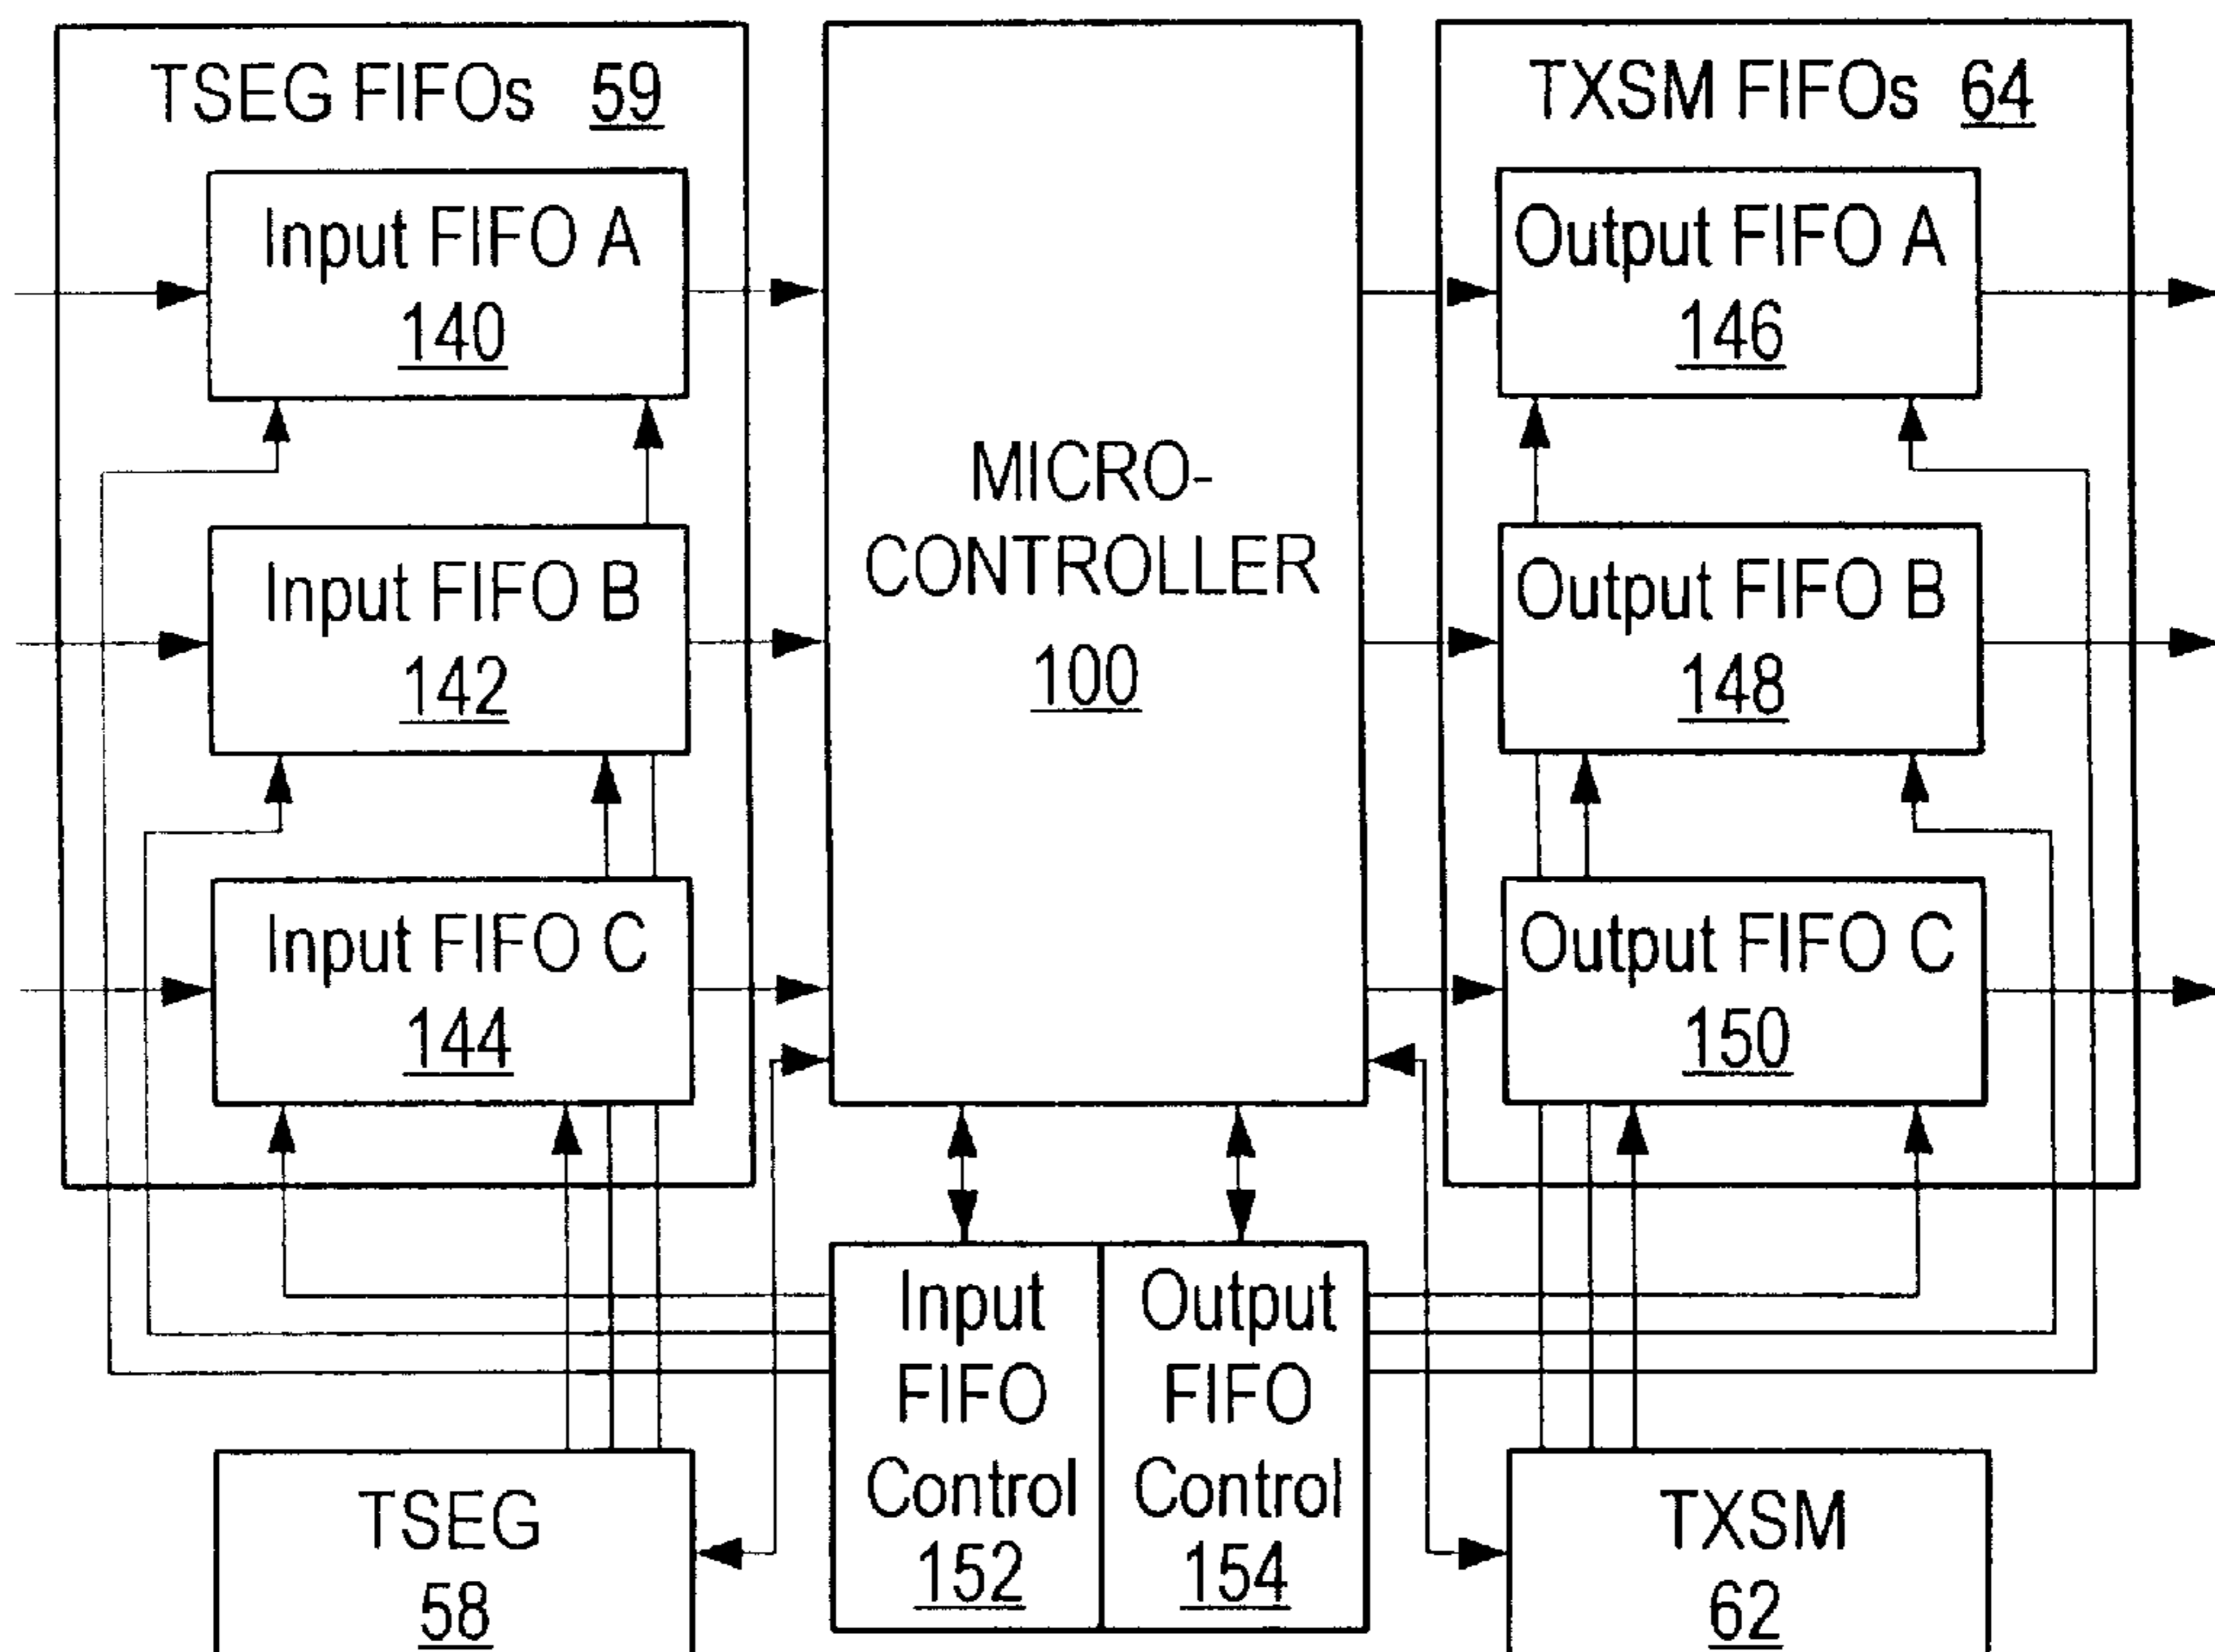 TSEG FIFOs 59
Input FIFO A
140
Input FIFO B
142
Input FIFO C
144
MICRO-
CONTROLLER
100
TXSM FIFOs 64
Output FIFO A
146
Output FIFO B
148
Output FIFO C
150
TSEG
58
Input
FIFO
Control
152
Output
FIFO
Control
154
TXSM
62